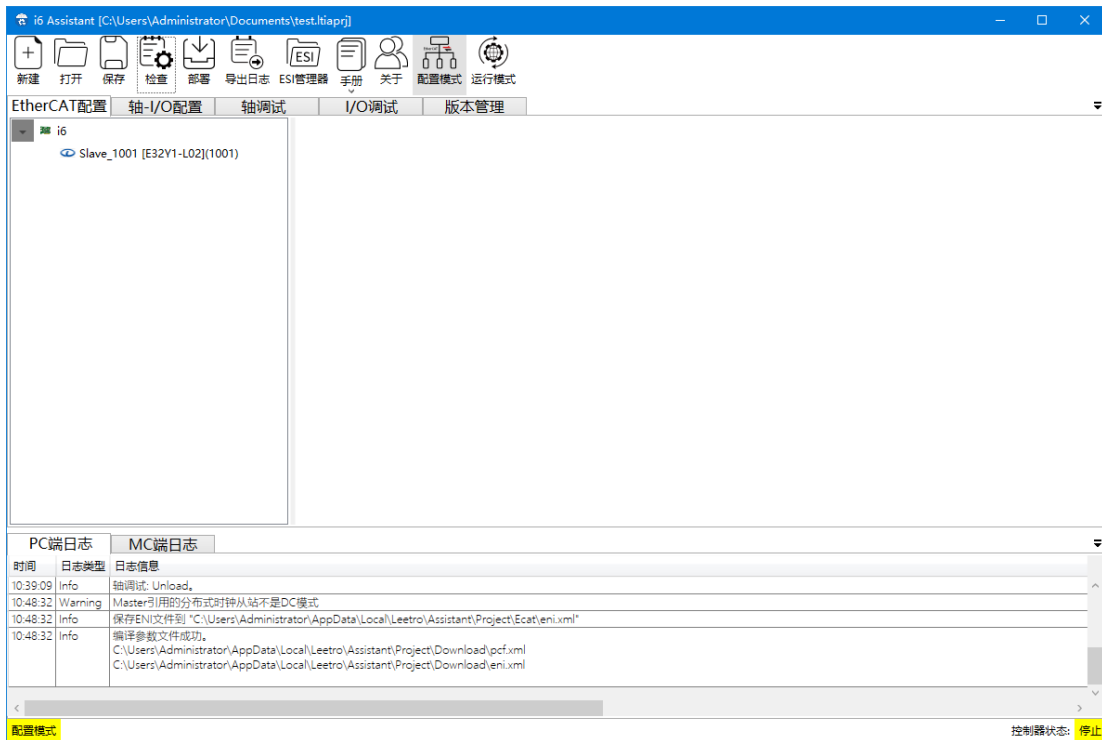 i6 Assistant [C:\Users\Administrator\Documents\test.ltiaprj]
新建 打开 保存 检查 部署 导出日志 ESI管理器 手册 关于 配置模式 运行模式
ESI
EtherCAT配置 轴-I/O配置 轴调试 I/O调试 版本管理
i6
Slave_1001 [E32Y1-L02](1001)
PC端日志 MC端日志
时间 日志类型 日志信息
10:39:09 Info 轴调试: Unload。
10:48:32 Warning Master引用的分布式时钟从站不是DC模式
10:48:32 Info 保存ENI文件到 "C:\Users\Administrator\AppData\Local\Leetro\Assistant\Project\Ecat\eni.xml"
10:48:32 Info 编译参数文件成功。
C:\Users\Administrator\AppData\Local\Leetro\Assistant\Project\Download\pcf.xml
C:\Users\Administrator\AppData\Local\Leetro\Assistant\Project\Download\eni.xml
配置模式 控制器状态: 停止